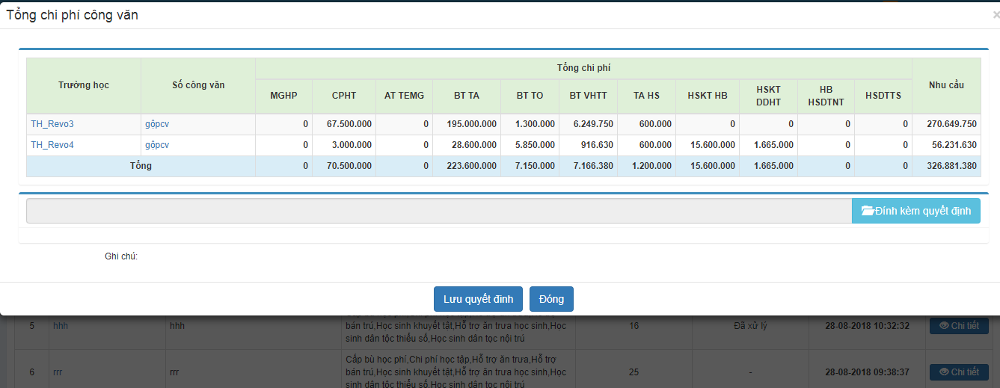 Tổng chi phí công văn
×
Trường học Số công văn Tổng chi phí Nhu cầu
MGHP CPHT AT TEMG BT TA BT TO BT VHTT TA HS HSKT HB HSKT DDHT HB HSDTNT HSDTTS
TH_Revo3 gộpcv 0 67.500.000 0 195.000.000 1.300.000 6.249.750 600.000 0 0 0 0 270.649.750
TH_Revo4 gộpcv 0 3.000.000 0 28.600.000 5.850.000 916.630 600.000 15.600.000 1.665.000 0 0 56.231.630
Tổng 0 70.500.000 0 223.600.000 7.150.000 7.166.380 1.200.000 15.600.000 1.665.000 0 0 326.881.380
Đính kèm quyết định
Ghi chú:
Lưu quyết định Đóng
5 hhh hhh 16 Đã xử lý 28-08-2018 10:32:32 Chi tiết
bán trú,Học sinh khuyết tật,Hỗ trợ ăn trưa học sinh,Học
sinh dân tộc thiểu số,Học sinh dân tọc nội trú
Cấp bù học phí,Chi phí học tập,Hỗ trợ ăn trưa,Hỗ trợ
6 rrr rrr bán trú,Học sinh khuyết tật,Hỗ trợ ăn trưa học sinh,Học 25 - 28-08-2018 09:38:37 Chi tiết
sinh dân tộc thiểu số,Học sinh dân tọc nội trú